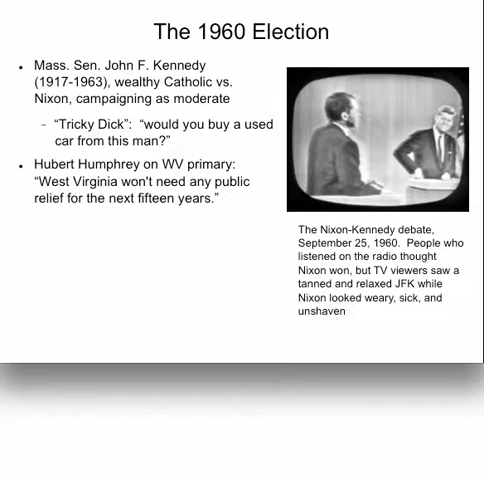 The 1960 Election
• Mass. Sen. John F. Kennedy
(1917-1963), wealthy Catholic vs.
Nixon, campaigning as moderate
– “Tricky Dick”:  “would you buy a used
car from this man?”
• Hubert Humphrey on WV primary:
“West Virginia won't need any public
relief for the next fifteen years.”
The Nixon-Kennedy debate,
September 25, 1960.  People who
listened on the radio thought
Nixon won, but TV viewers saw a
tanned and relaxed JFK while
Nixon looked weary, sick, and
unshaven